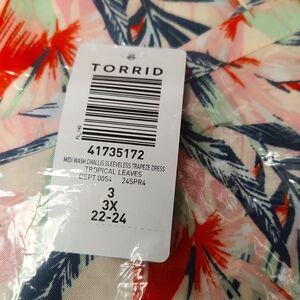 TORRID
41735172
MIDI WASH CHALLIS SLEEVELESS TRAPEZE DRESS
TROPICAL LEAVES
DEPT 0054 24SPR4
3
3X
22-24